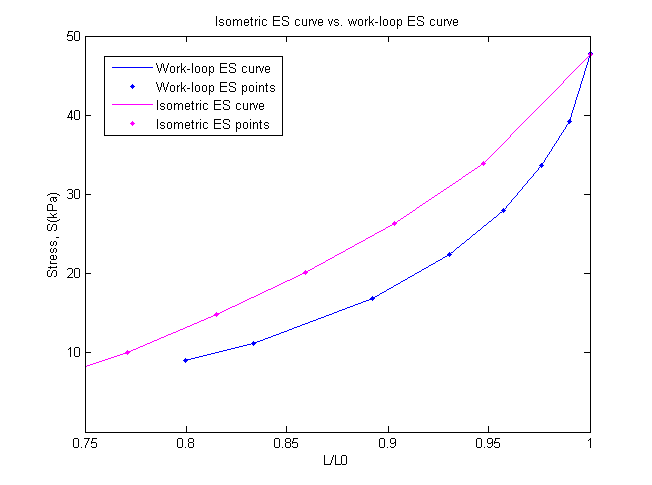 Isometric ES curve vs. work-loop ES curve
50
Work-loop ES curve
Work-loop ES points
Isometric ES curve
Isometric ES points
40
30
Stress, S(kPa)
20
10
0.75 0.8 0.85 0.9 0.95 1
L/L0